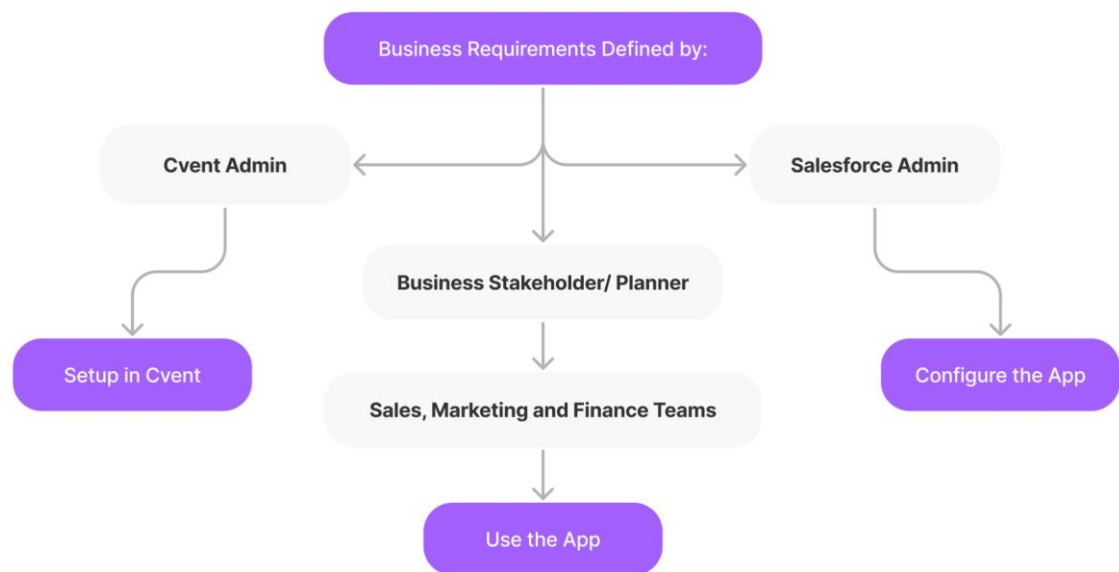 Business Requirements Defined by:
Cvent Admin
Salesforce Admin
Business Stakeholder/ Planner
Setup in Cvent
Configure the App
Sales, Marketing and Finance Teams
Use the App